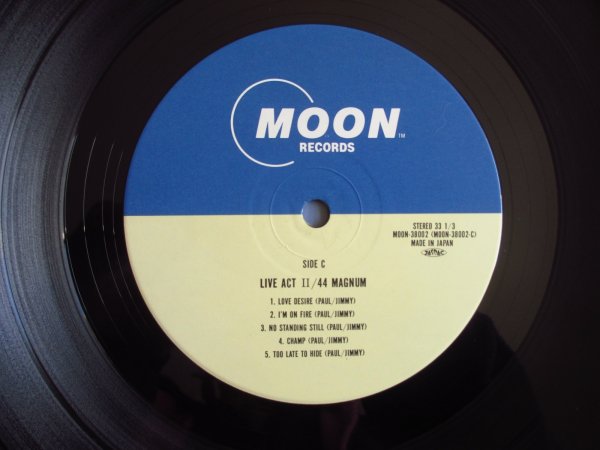 MOON™
RECORDS
STEREO 33 1/3
MOON-38002 (MOON-38002-C)
MADE IN JAPAN
JASRAC
SIDE C
LIVE ACT II/44 MAGNUM
1. LOVE DESIRE (PAUL/JIMMY)
2. I'M ON FIRE (PAUL/JIMMY)
3. NO STANDING STILL (PAUL/JIMMY)
4. CHAMP (PAUL/JIMMY)
5. TOO LATE TO HIDE (PAUL/JIMMY)